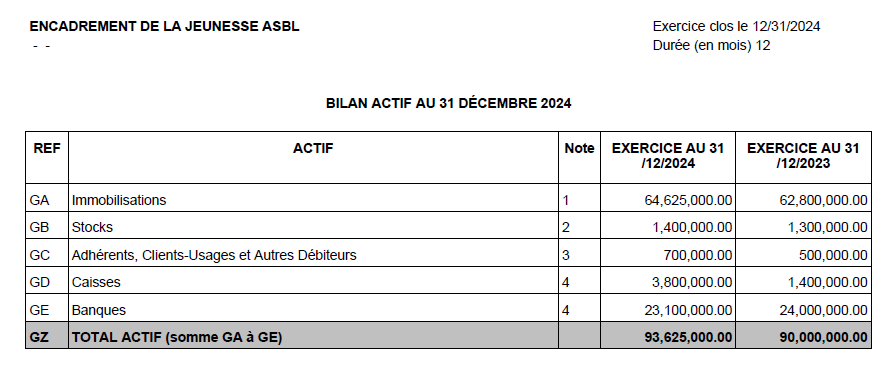 ENCADREMENT DE LA JEUNESSE ASBL
Exercice clos le 12/31/2024
- -
Durée (en mois) 12
BILAN ACTIF AU 31 DÉCEMBRE 2024
REF ACTIF Note EXERCICE AU 31 EXERCICE AU 31
/12/2024 /12/2023
GA Immobilisations 1 64,625,000.00 62,800,000.00
GB Stocks 2 1,400,000.00 1,300,000.00
GC Adhérents, Clients-Usages et Autres Débiteurs 3 700,000.00 500,000.00
GD Caisses 4 3,800,000.00 1,400,000.00
GE Banques 4 23,100,000.00 24,000,000.00
GZ TOTAL ACTIF (somme GA à GE) 93,625,000.00 90,000,000.00